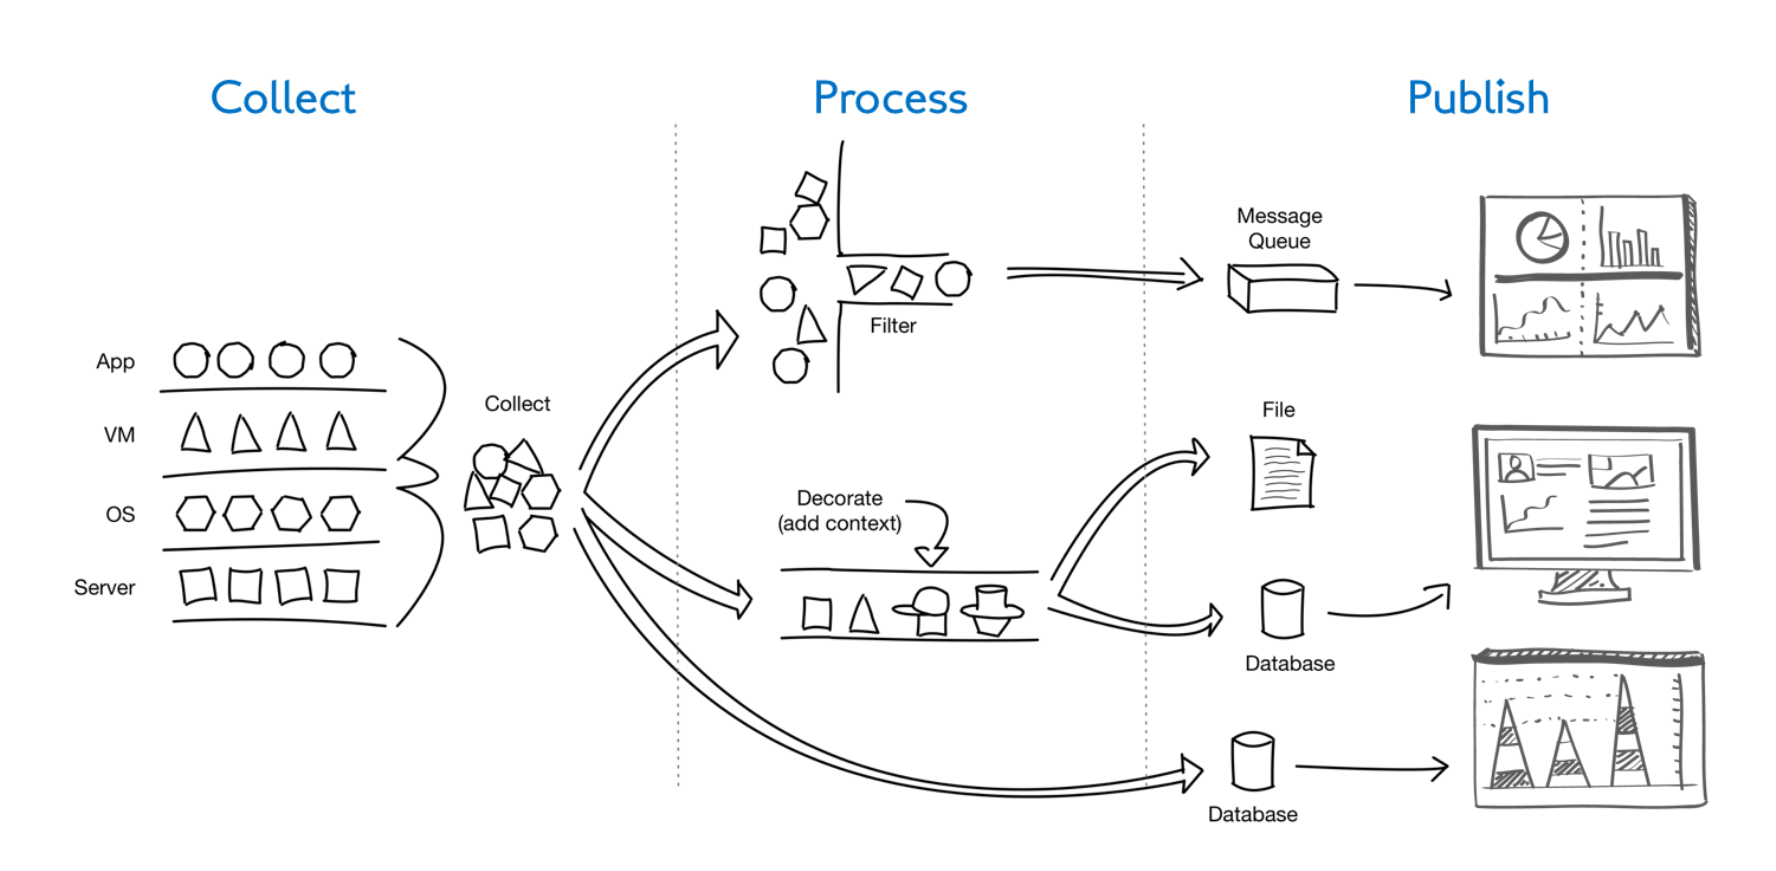 Collect
Process
Publish
App
VM
OS
Server
Collect
Filter
Decorate
(add context)
Message
Queue
File
Database
Database